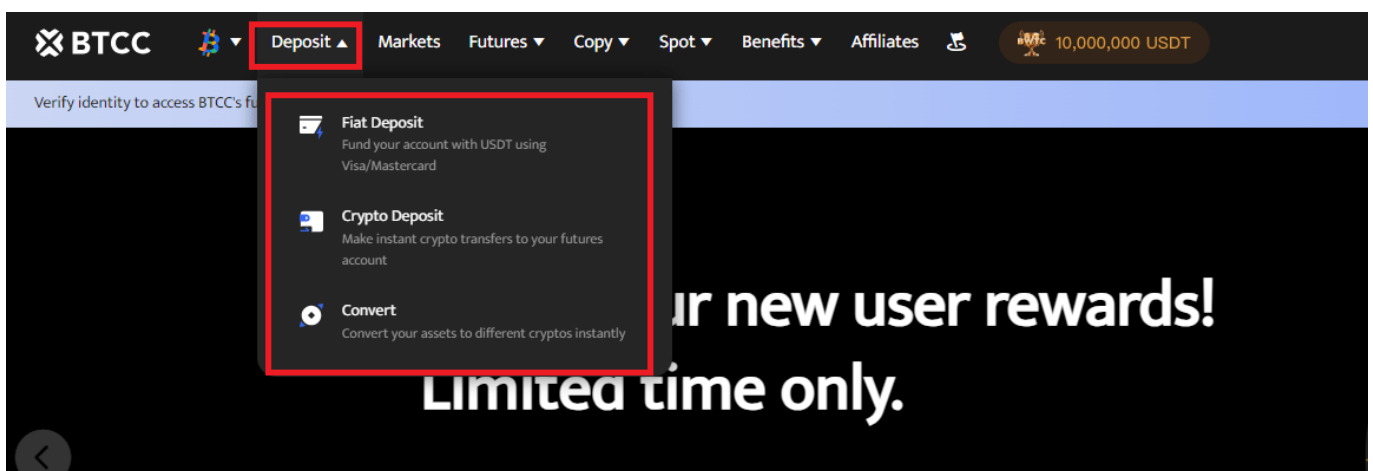 BTCC Deposit Markets Futures Copy Spot Benefits Affiliates 10,000,000 USDT
Verify identity to access BTCC's fu
Fiat Deposit
Fund your account with USDT using
Visa/Mastercard
Crypto Deposit
Make instant crypto transfers to your futures
account
Convert
Convert your assets to different cryptos instantly
ur new user rewards!
Limited time only.